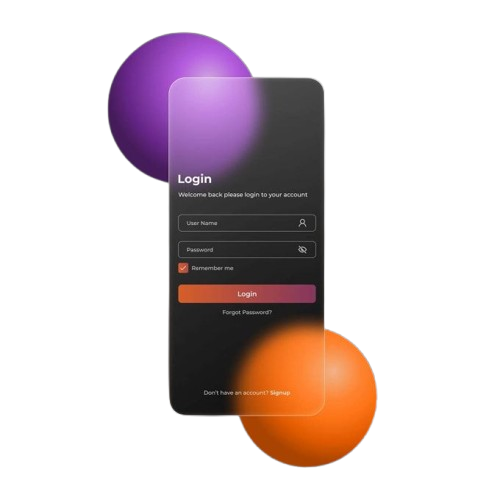 Login
Welcome back please login to your account
User Name
Password
Remember me
Login
Forgot Password?
Don't have an account? Signup